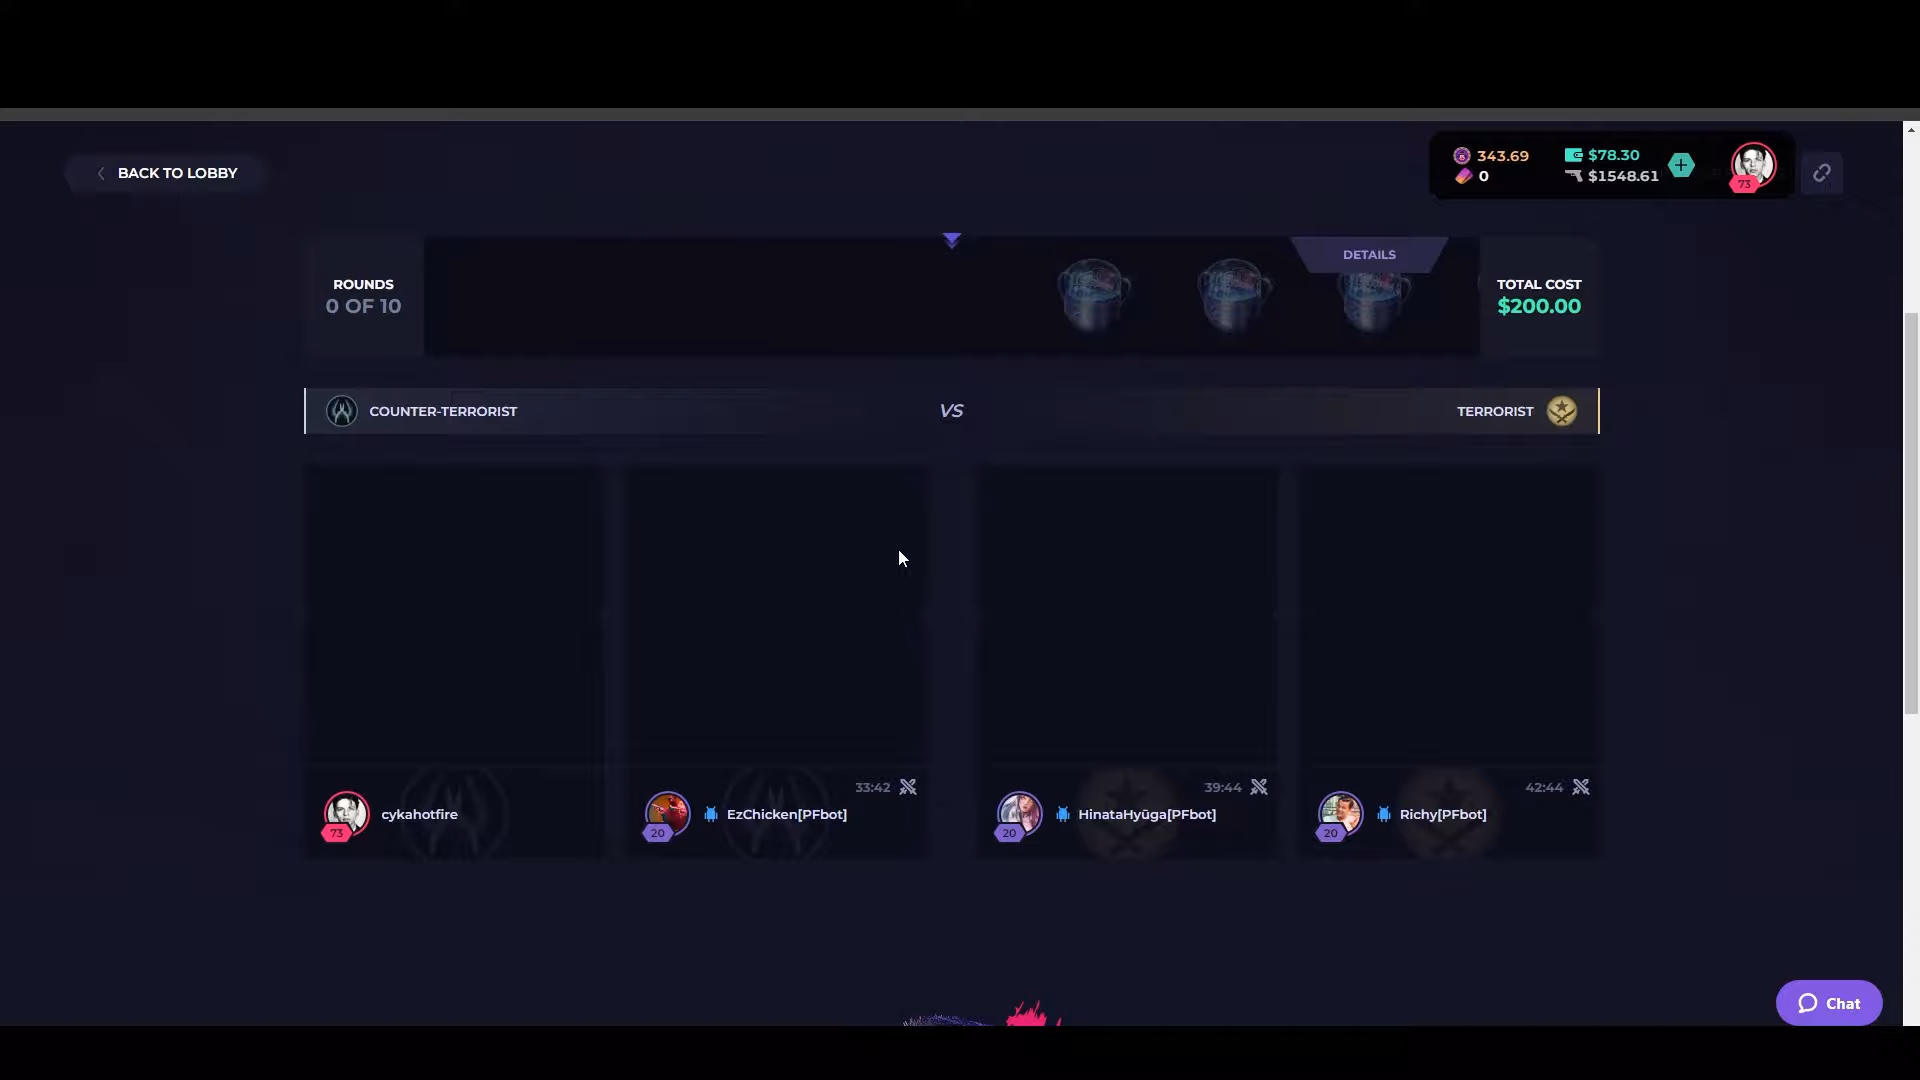 BACK TO LOBBY
343.69
$78.30
0
$1548.61
73
DETAILS
ROUNDS
0 OF 10
TOTAL COST
$200.00
COUNTER-TERRORIST
VS
TERRORIST
33:42
39:44
42:44
cykahotfire
73
EzChicken[PFbot]
20
HinataHyūga[PFbot]
20
Richy[PFbot]
20
Chat